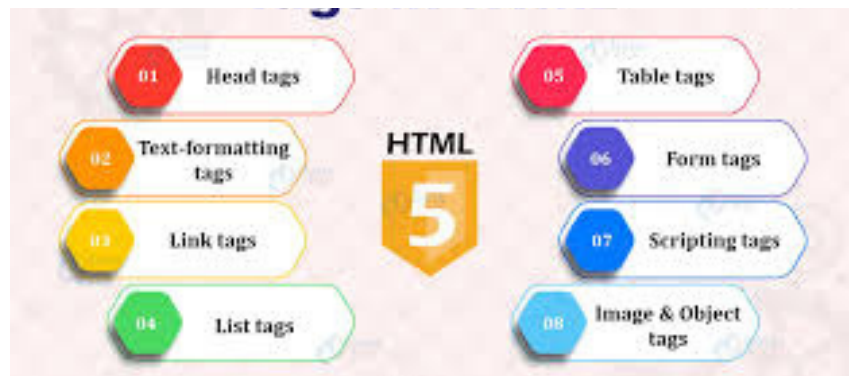 01
Head tags
02
Text-formatting
tags
03
Link tags
04
List tags
HTML
5
05
Table tags
06
Form tags
07
Scripting tags
08
Image & Object
tags